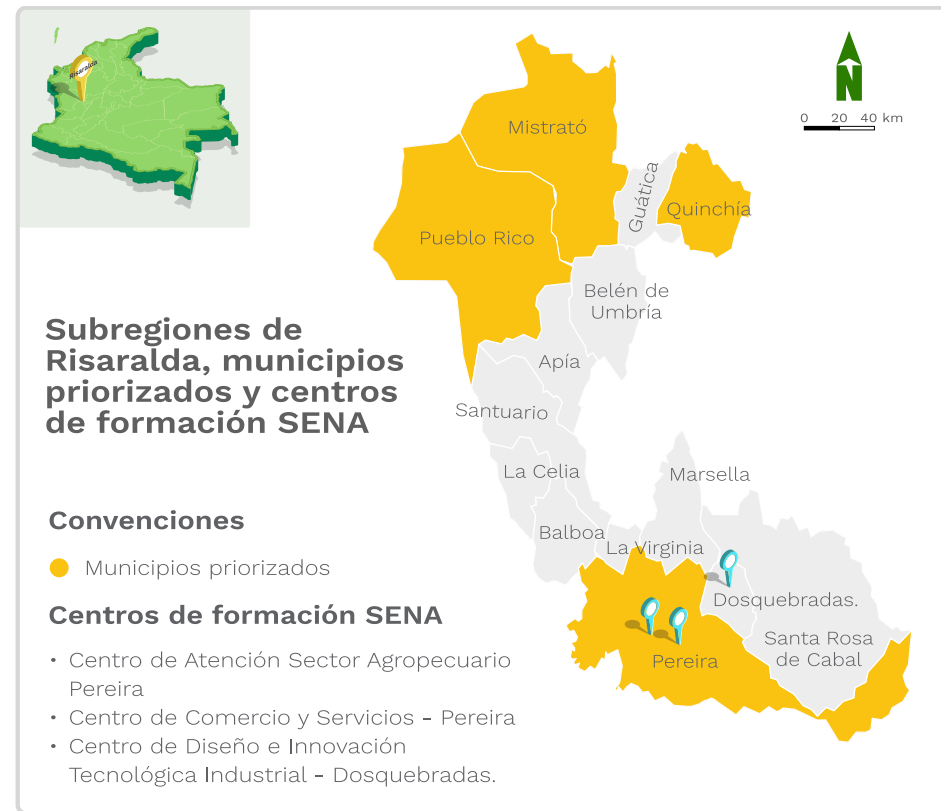 Risaralda
N
0 20 40 km
Mistrató
Guática
Quinchía
Pueblo Rico
Belén de
Umbría
Apía
Santuario
La Celia
Balboa
La Virginia
Marsella
Dosquebradas.
Santa Rosa
de Cabal
Pereira
Subregiones de
Risaralda, municipios
priorizados y centros
de formación SENA
Convenciones
Municipios priorizados
Centros de formación SENA
• Centro de Atención Sector Agropecuario
Pereira
• Centro de Comercio y Servicios - Pereira
• Centro de Diseño e Innovación
Tecnológica Industrial - Dosquebradas.